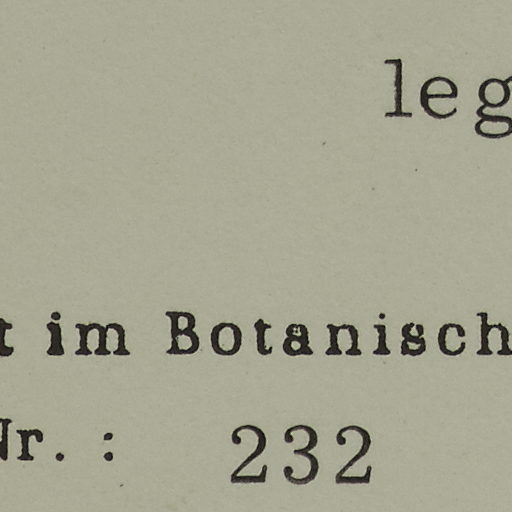 leg
t im Botanisch
Nr. : 232